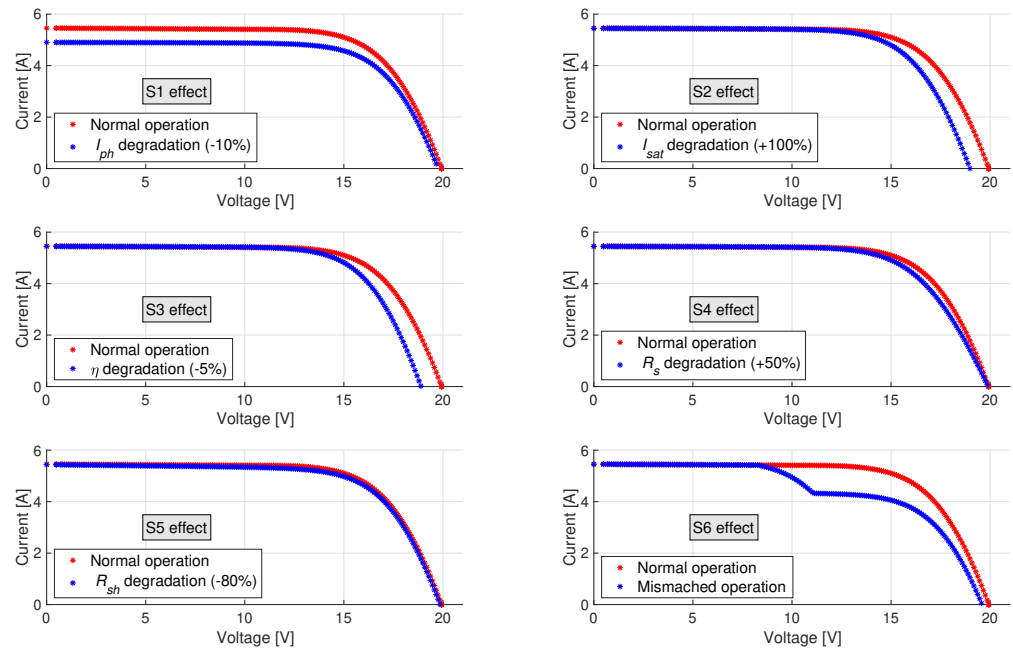 6
4
2
0
Current [A]
S1 effect
Normal operation
I_ph degradation (-10%)
0 5 10 15 20
Voltage [V]
6
4
2
0
Current [A]
S2 effect
Normal operation
I_sat degradation (+100%)
0 5 10 15 20
Voltage [V]
6
4
2
0
Current [A]
S3 effect
Normal operation
η degradation (-5%)
0 5 10 15 20
Voltage [V]
6
4
2
0
Current [A]
S4 effect
Normal operation
R_s degradation (+50%)
0 5 10 15 20
Voltage [V]
6
4
2
0
Current [A]
S5 effect
Normal operation
R_sh degradation (-80%)
0 5 10 15 20
Voltage [V]
6
4
2
0
Current [A]
S6 effect
Normal operation
Mismached operation
0 5 10 15 20
Voltage [V]